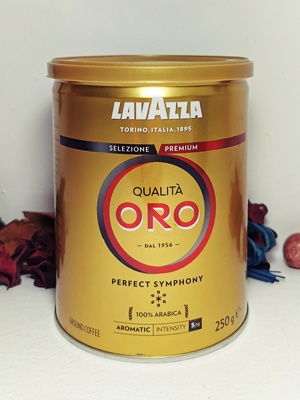 LAVAZZA
TORINO, ITALIA, 1895
SELEZIONE PREMIUM
QUALITÀ
ORO
— DAL 1956 —
PERFECT SYMPHONY
100% ARABICA
AROMATIC INTENSITY 5/10
GROUND COFFEE
250 g e